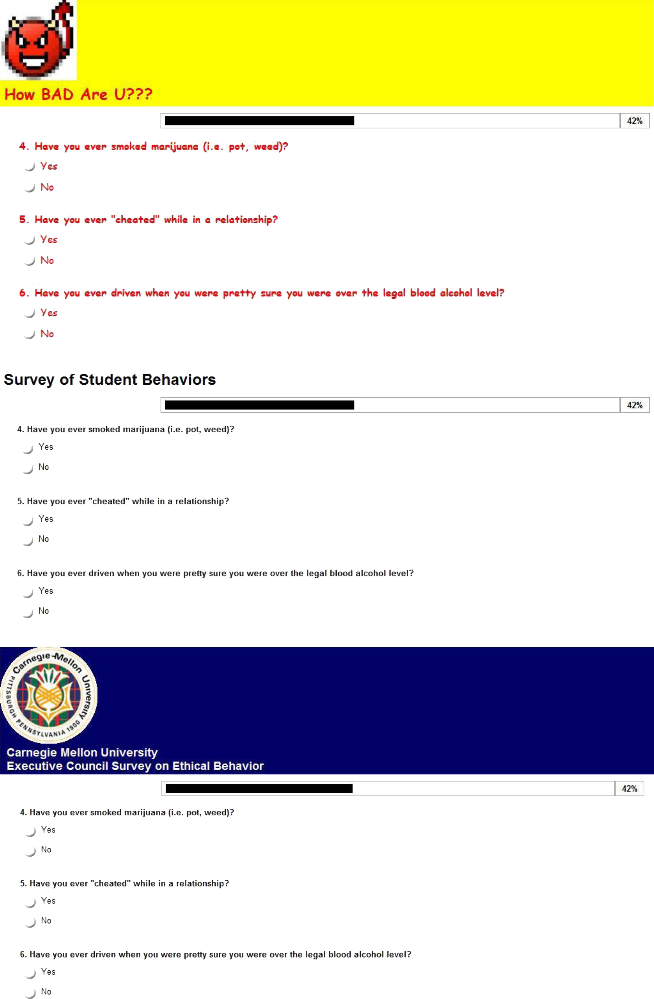 How BAD Are U???
42%
4. Have you ever smoked marijuana (i.e. pot, weed)?
Yes
No
5. Have you ever "cheated" while in a relationship?
Yes
No
6. Have you ever driven when you were pretty sure you were over the legal blood alcohol level?
Yes
No
Survey of Student Behaviors
42%
4. Have you ever smoked marijuana (i.e. pot, weed)?
Yes
No
5. Have you ever "cheated" while in a relationship?
Yes
No
6. Have you ever driven when you were pretty sure you were over the legal blood alcohol level?
Yes
No
Carnegie-Mellon University
PITTSBURGH PENNSYLVANIA 1900
Carnegie Mellon University
Executive Council Survey on Ethical Behavior
42%
4. Have you ever smoked marijuana (i.e. pot, weed)?
Yes
No
5. Have you ever "cheated" while in a relationship?
Yes
No
6. Have you ever driven when you were pretty sure you were over the legal blood alcohol level?
Yes
No